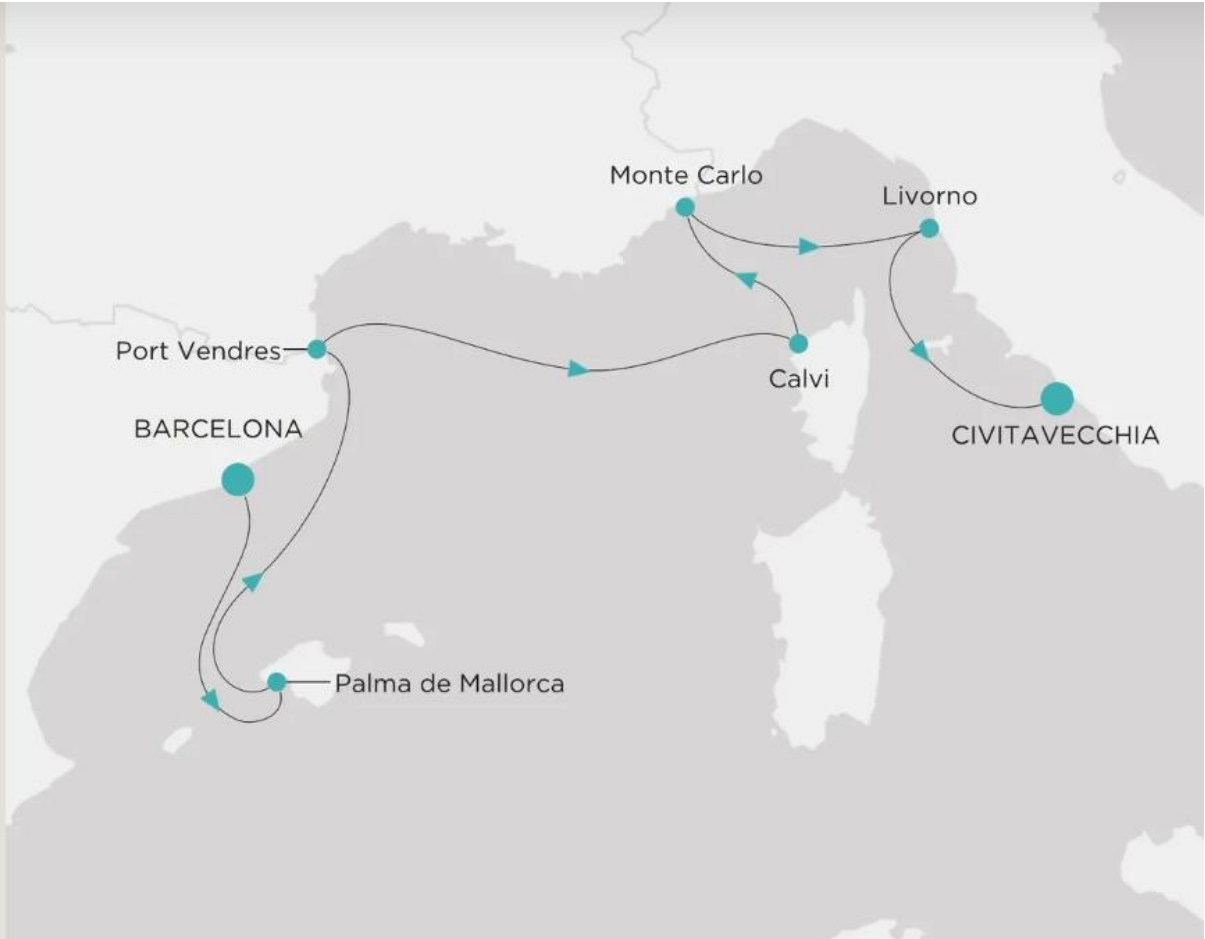 Monte Carlo
Livorno
Port Vendres
Calvi
BARCELONA
CIVITAVECCHIA
Palma de Mallorca